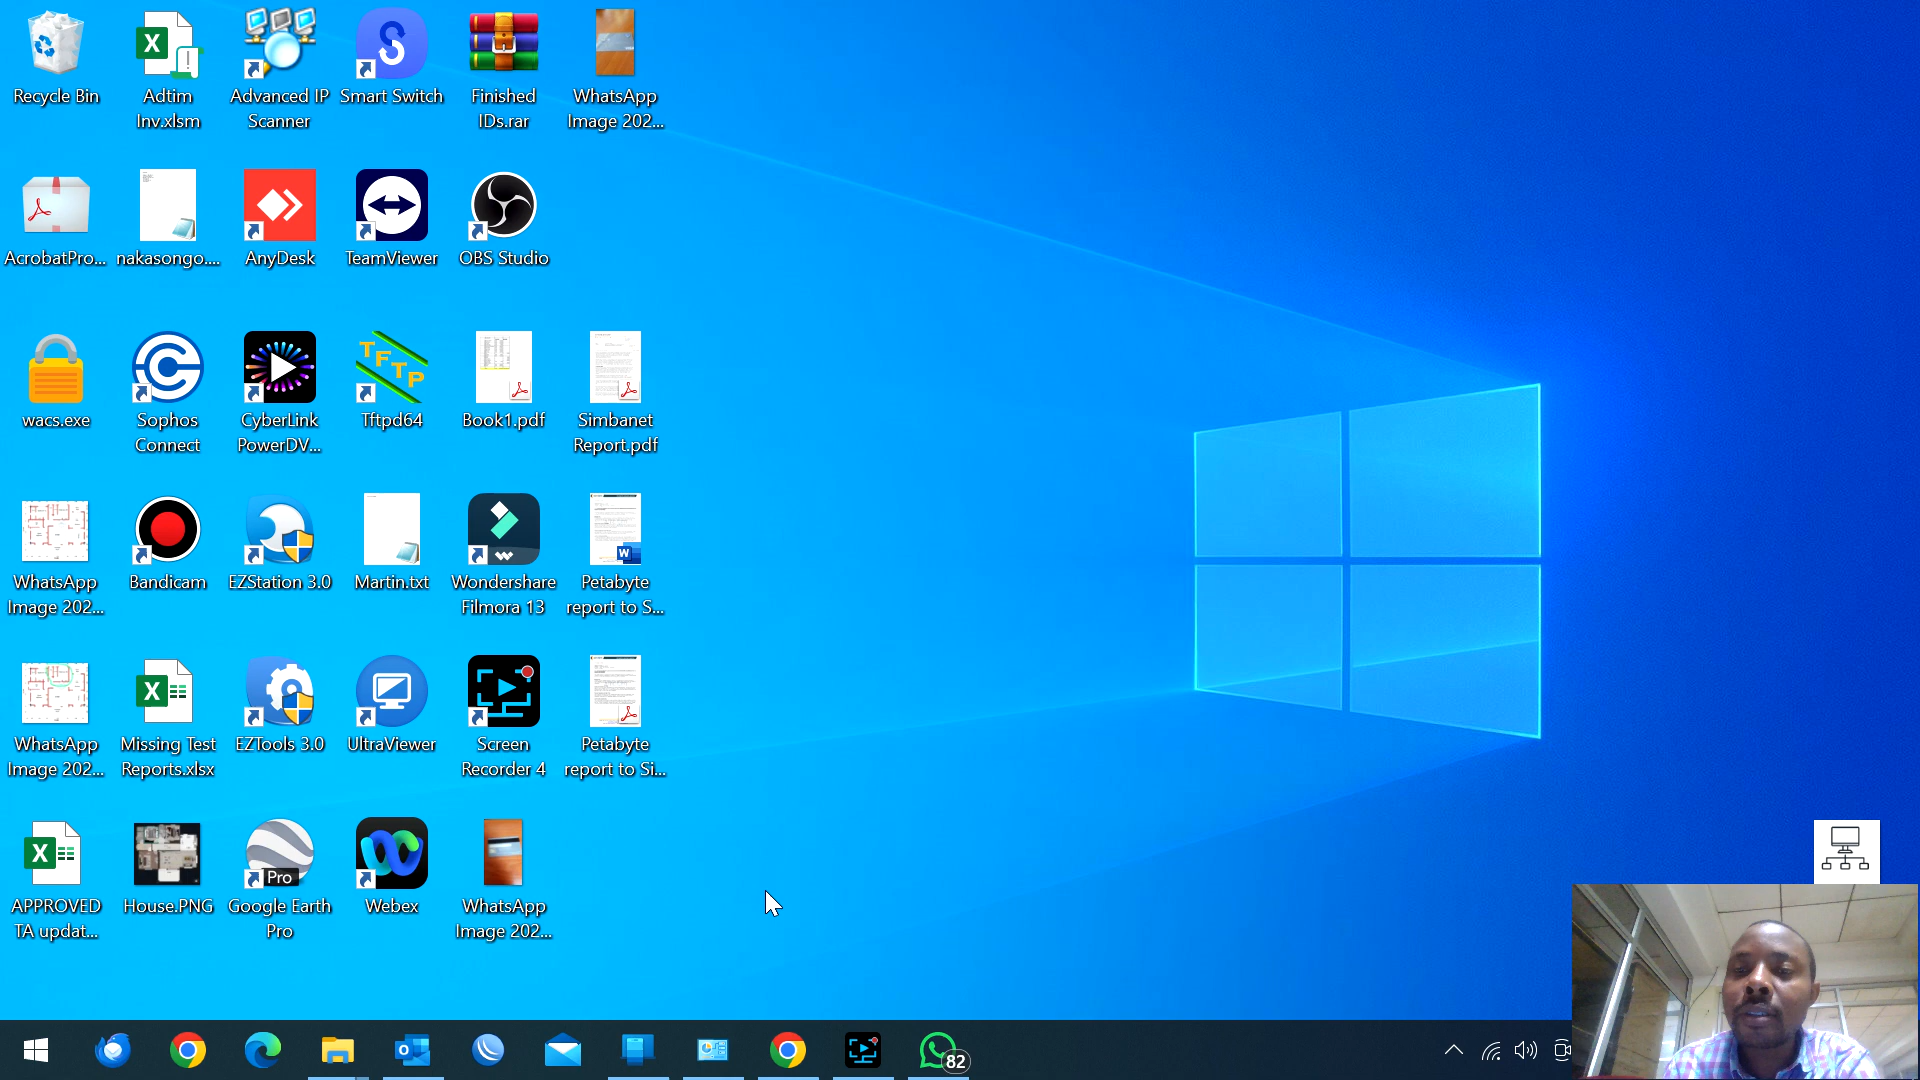 Recycle Bin
Adtim
Inv.xlsm
Advanced IP
Scanner
Smart Switch
Finished
IDs.rar
WhatsApp
Image 202...
AcrobatPro...
nakasongo....
AnyDesk
TeamViewer
OBS Studio
wacs.exe
Sophos
Connect
CyberLink
PowerDV...
TFTP
Tftpd64
Book1.pdf
Simbanet
Report.pdf
WhatsApp
Image 202...
Bandicam
EZStation 3.0
Martin.txt
Wondershare
Filmora 13
Petabyte
report to S...
WhatsApp
Image 202...
Missing Test
Reports.xlsx
EZTools 3.0
UltraViewer
Screen
Recorder 4
Petabyte
report to Si...
APPROVED
TA updat...
House.PNG
Pro
Google Earth
Pro
Webex
WhatsApp
Image 202...
82